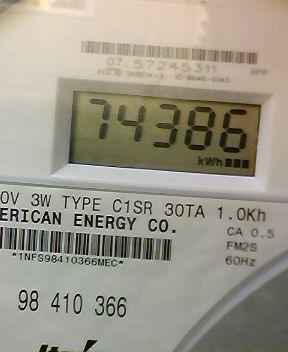 07 57245311
HPP
74386
kWh
0V 3W TYPE C1SR 30TA 1.0Kh
ERICAN ENERGY CO.
CA 0.5
FM2S
*1NFS98410366MEC*
60Hz
98 410 366